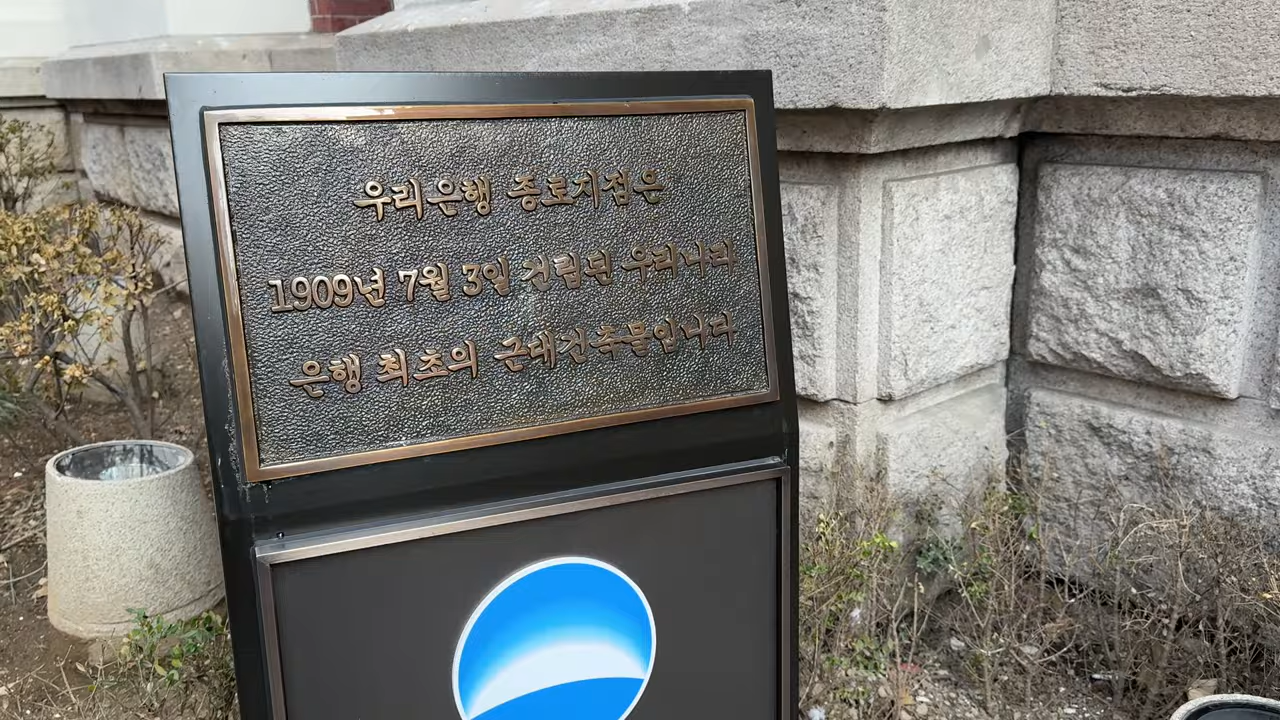 우리은행 종로지점은
1909년 7월 3일 건립된 우리나라
은행 최초의 근대건축물입니다